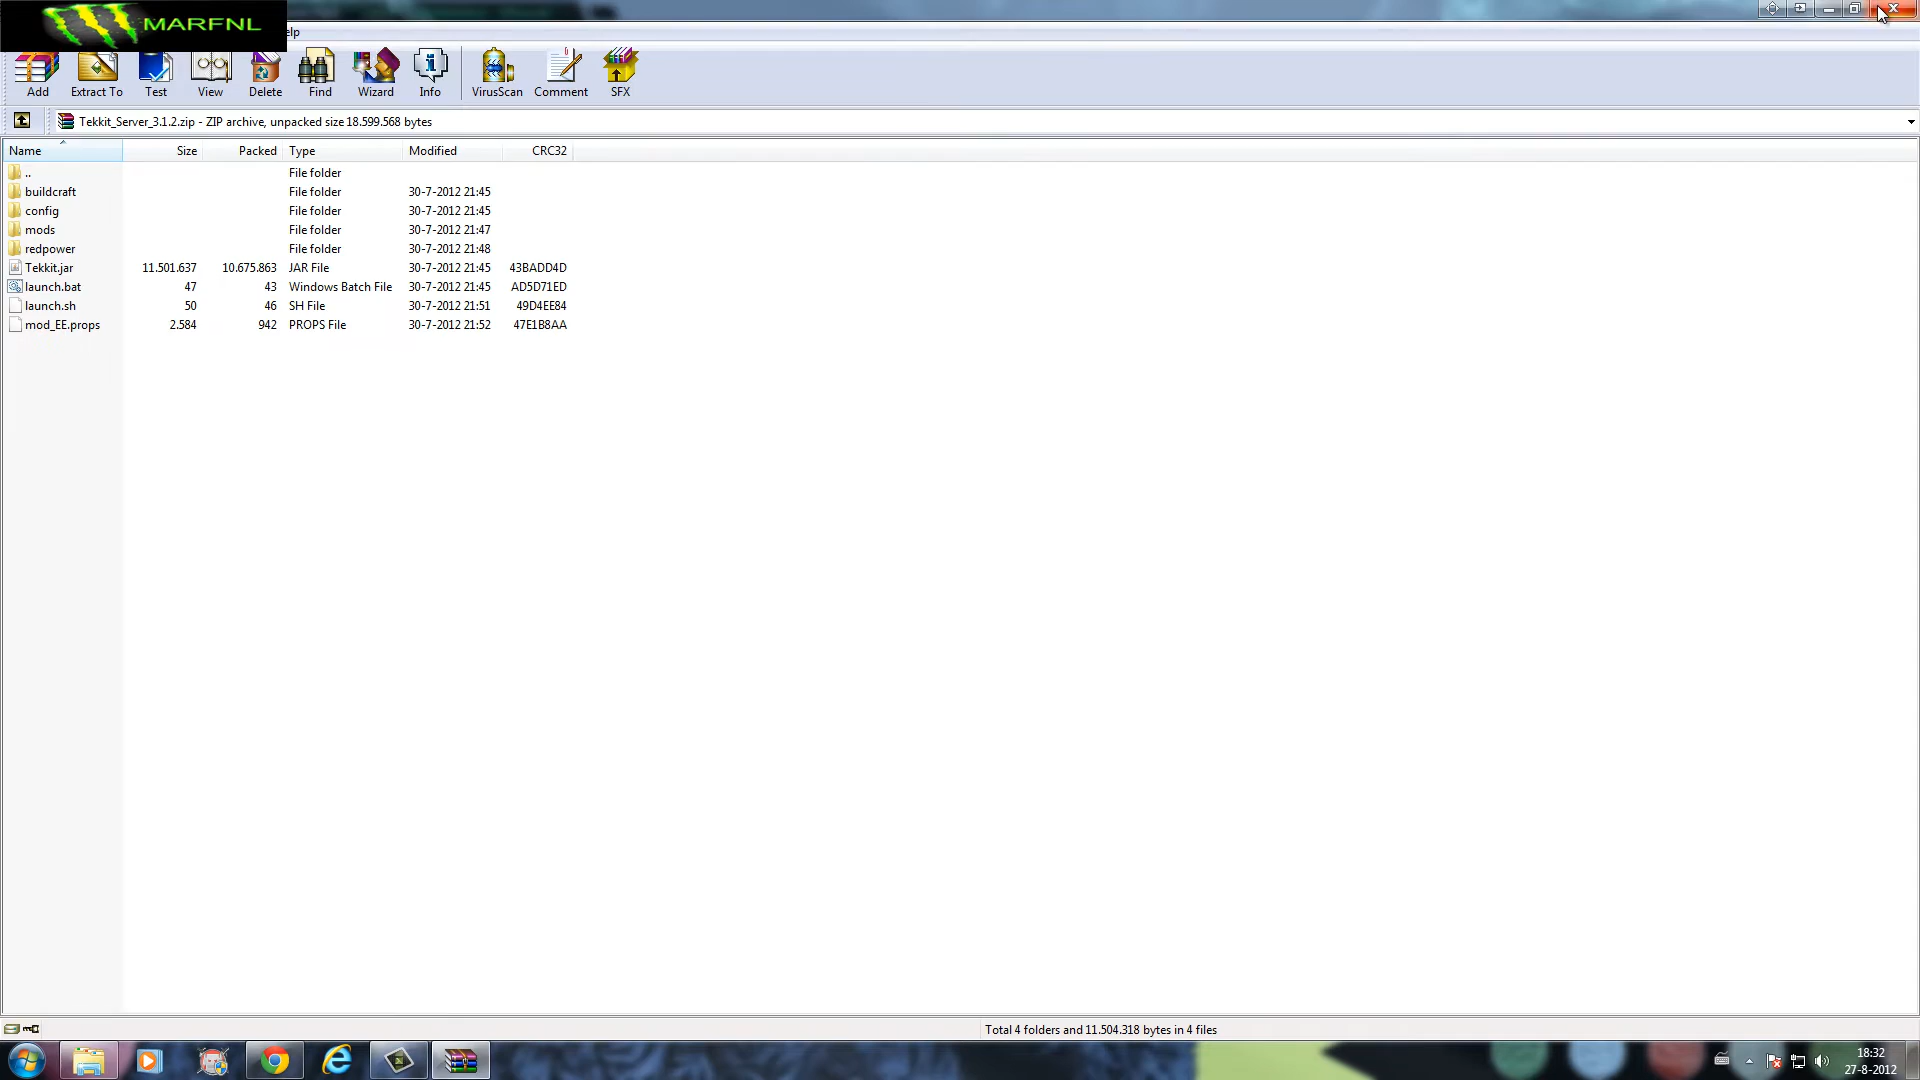 MARFNL
elp
Add Extract To Test View Delete Find Wizard Info VirusScan Comment SFX
Tekkit_Server_3.1.2.zip - ZIP archive, unpacked size 18.599.568 bytes
Name Size Packed Type Modified CRC32
.. File folder
buildcraft File folder 30-7-2012 21:45
config File folder 30-7-2012 21:45
mods File folder 30-7-2012 21:47
redpower File folder 30-7-2012 21:48
Tekkit.jar 11.501.637 10.675.863 JAR File 30-7-2012 21:45 43BADD4D
launch.bat 47 43 Windows Batch File 30-7-2012 21:45 AD5D71ED
launch.sh 50 46 SH File 30-7-2012 21:51 49D4EE84
mod_EE.props 2.584 942 PROPS File 30-7-2012 21:52 47E1B8AA
Total 4 folders and 11.504.318 bytes in 4 files
18:32
27-8-2012